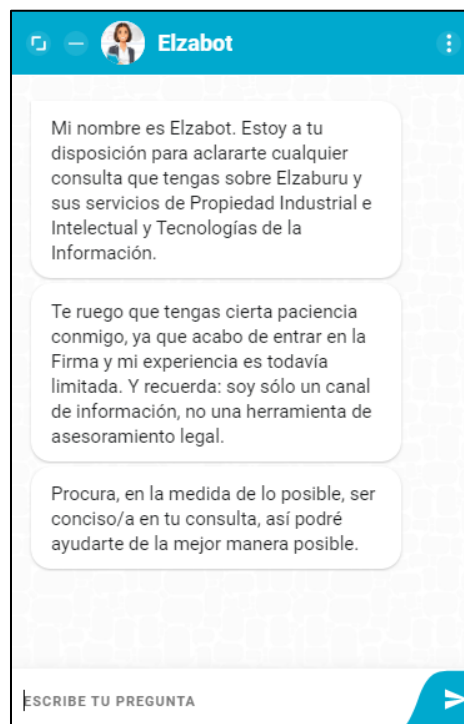 Elzabot
Mi nombre es Elzabot. Estoy a tu
disposición para aclararte cualquier
consulta que tengas sobre Elzaburu y
sus servicios de Propiedad Industrial e
Intelectual y Tecnologías de la
Información.
Te ruego que tengas cierta paciencia
conmigo, ya que acabo de entrar en la
Firma y mi experiencia es todavía
limitada. Y recuerda: soy sólo un canal
de información, no una herramienta de
asesoramiento legal.
Procura, en la medida de lo posible, ser
conciso/a en tu consulta, así podré
ayudarte de la mejor manera posible.
ESCRIBE TU PREGUNTA